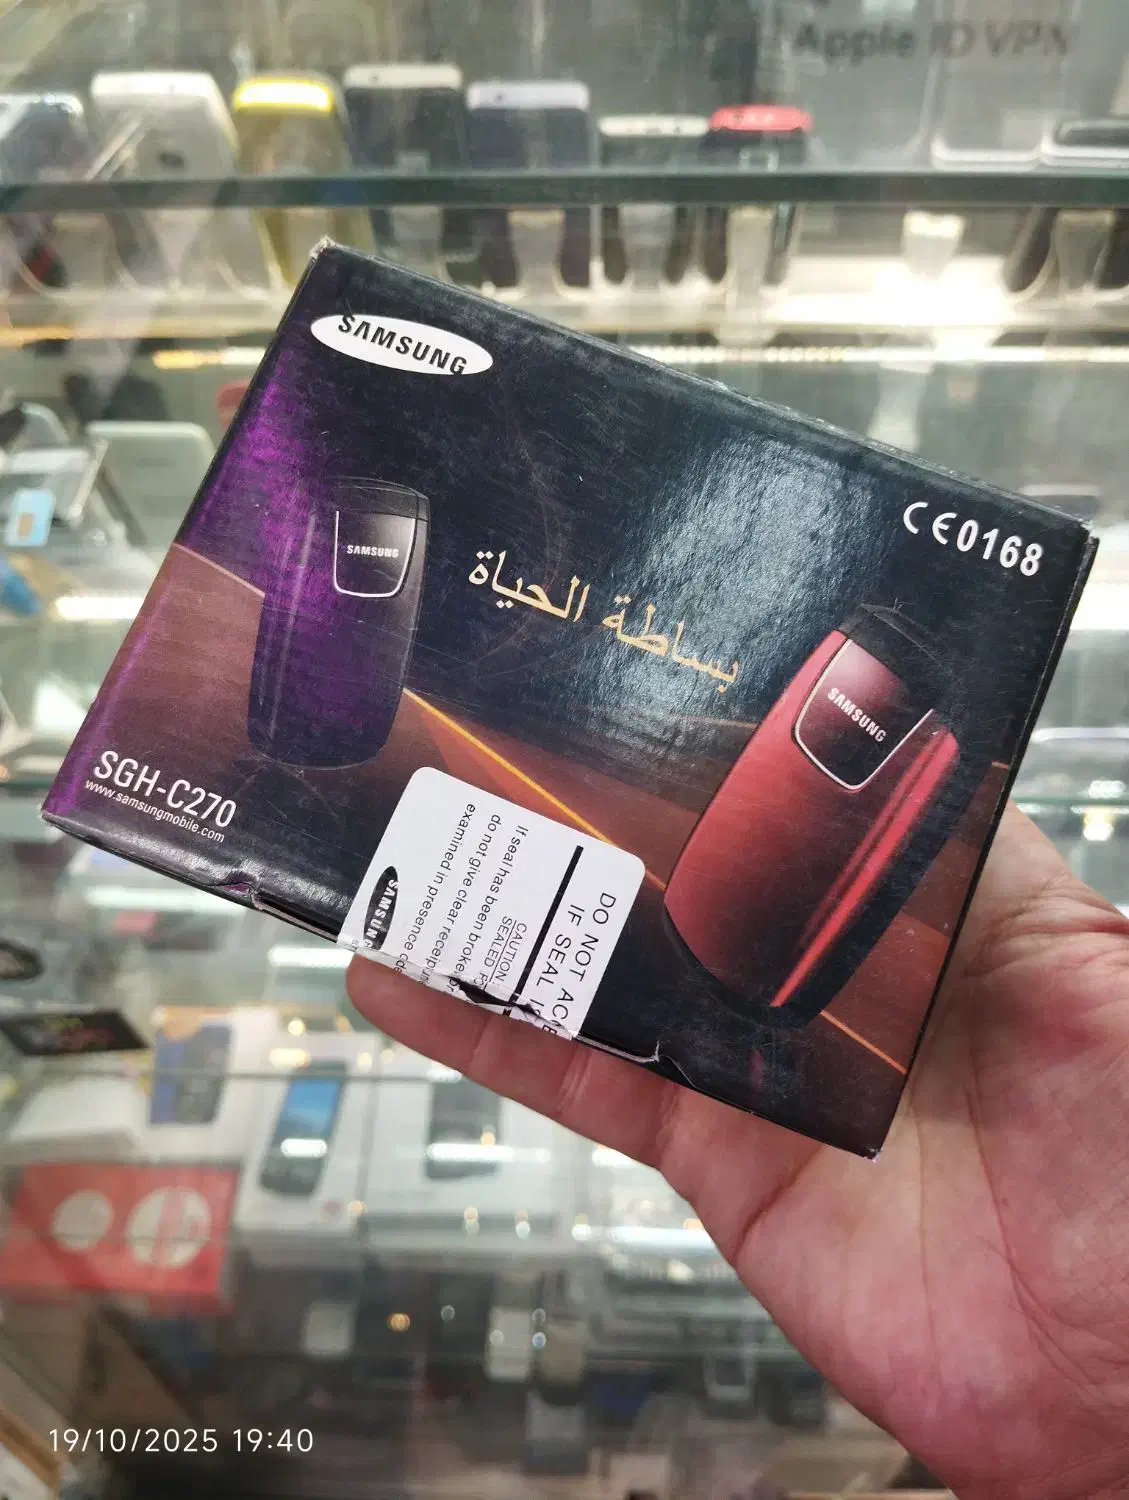 Apple ID VPN
SAMSUNG
CE0168
SAMSUNG
بساطة الحياة
SAMSUNG
SGH-C270
www.samsungmobile.com
DO NOT AC
IF SEAL
CAUTION
SEALED
If seal has been broke
do not give clear receip
examined in presence
SAMSUNG
19/10/2025 19:40